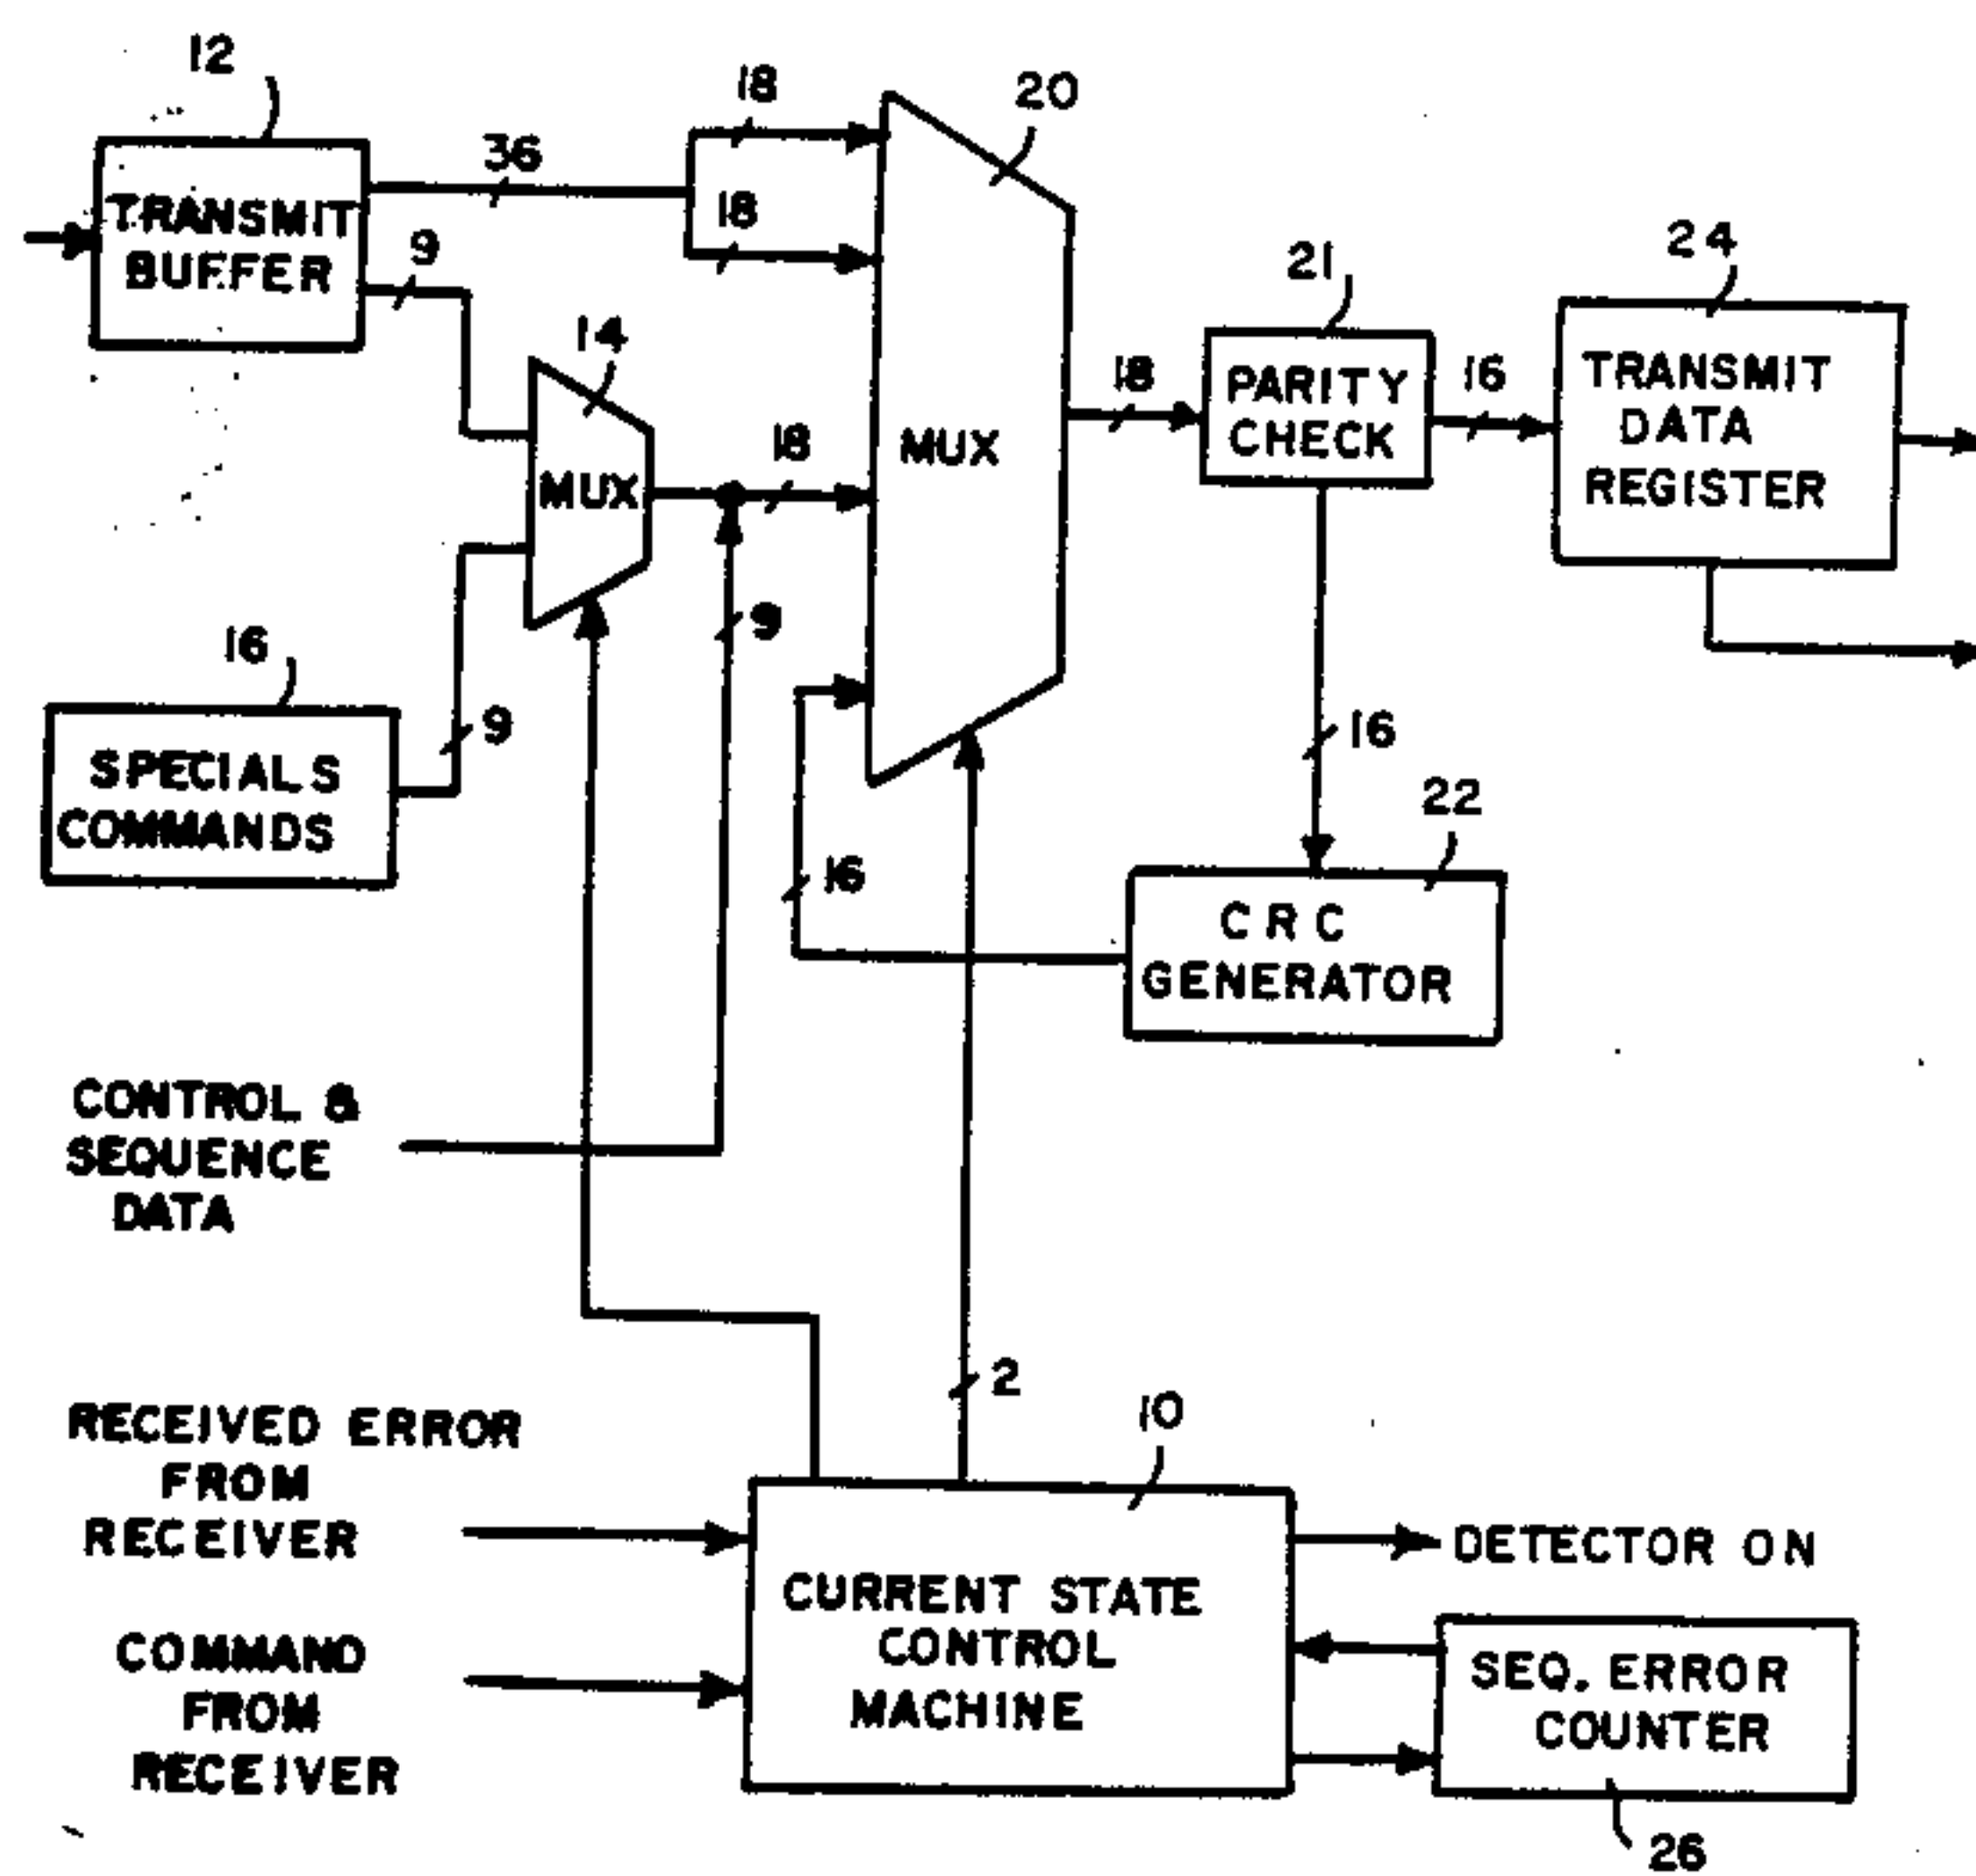 12
18
20
36
TRANSMIT
BUFFER
18
9
21
24
14
PARITY
CHECK
18
16
TRANSMIT
DATA
REGISTER
MUX
18
MUX
9
16
SPECIALS
COMMANDS
9
16
22
16
CRC
GENERATOR
CONTROL &
SEQUENCE
DATA
2
10
RECEIVED ERROR
FROM
RECEIVER
DETECTOR ON
CURRENT STATE
CONTROL
MACHINE
COMMAND
FROM
RECEIVER
SEQ. ERROR
COUNTER
26